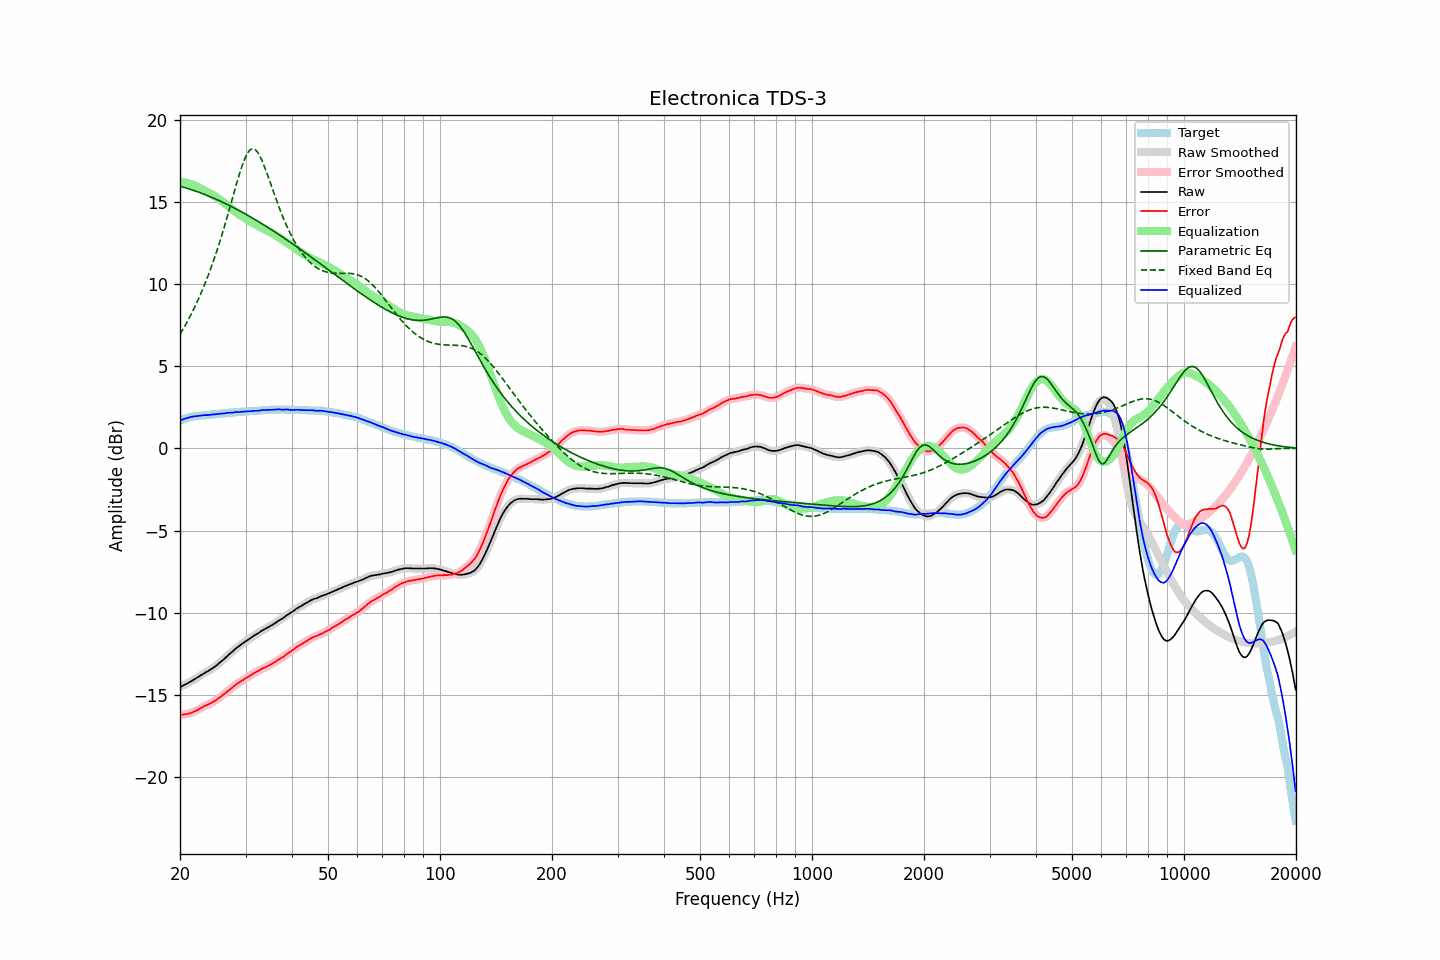 Electronica TDS-3
20
15
10
5
0
−5
−10
−15
−20
Amplitude (dBr)
Target
Raw Smoothed
Error Smoothed
Raw
Error
Equalization
Parametric Eq
Fixed Band Eq
Equalized
20 50 100 200 500 1000 2000 5000 10000 20000
Frequency (Hz)